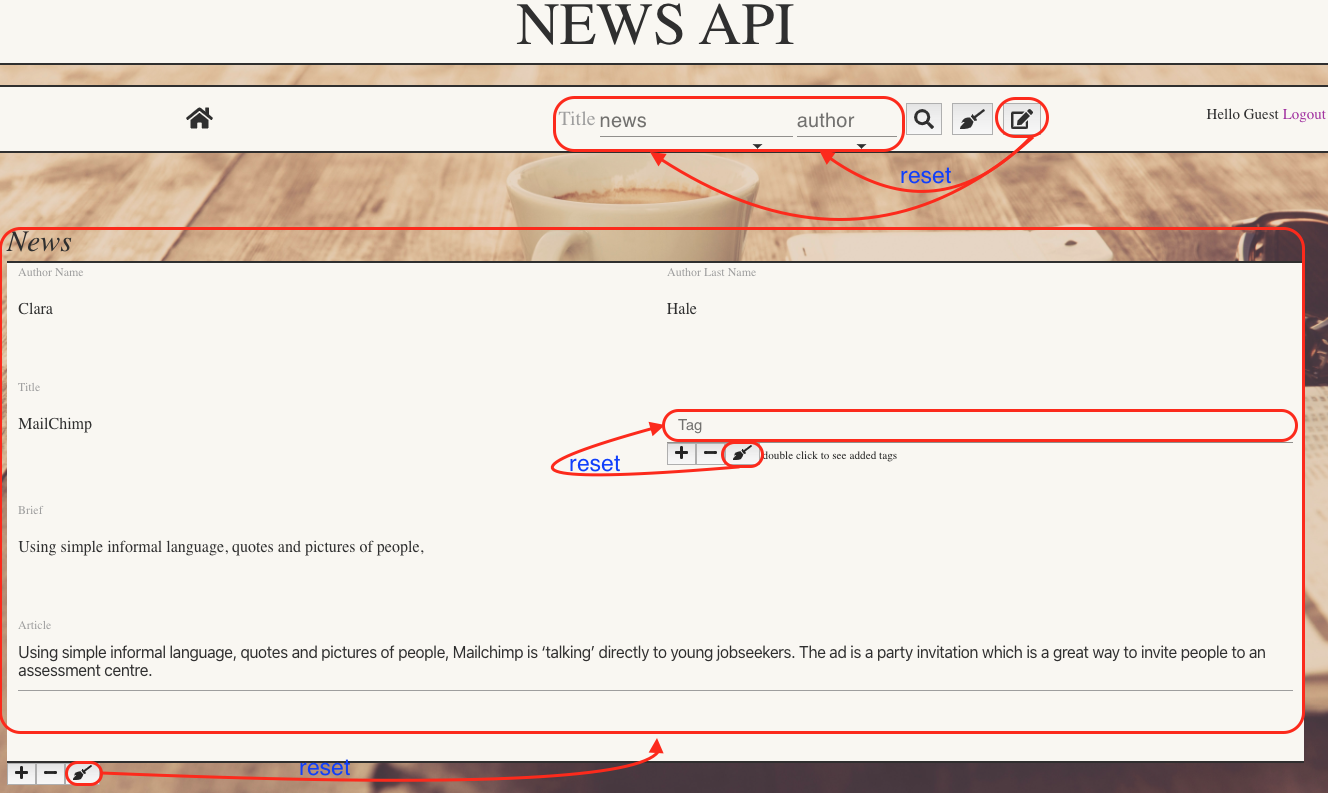 NEWS API
Title news author
Hello Guest Logout
reset
News
Author Name Author Last Name
Clara Hale
Title
MailChimp
Tag
reset
double click to see added tags
Brief
Using simple informal language, quotes and pictures of people,
Article
Using simple informal language, quotes and pictures of people, Mailchimp is ‘talking’ directly to young jobseekers. The ad is a party invitation which is a great way to invite people to an
assessment centre.
reset